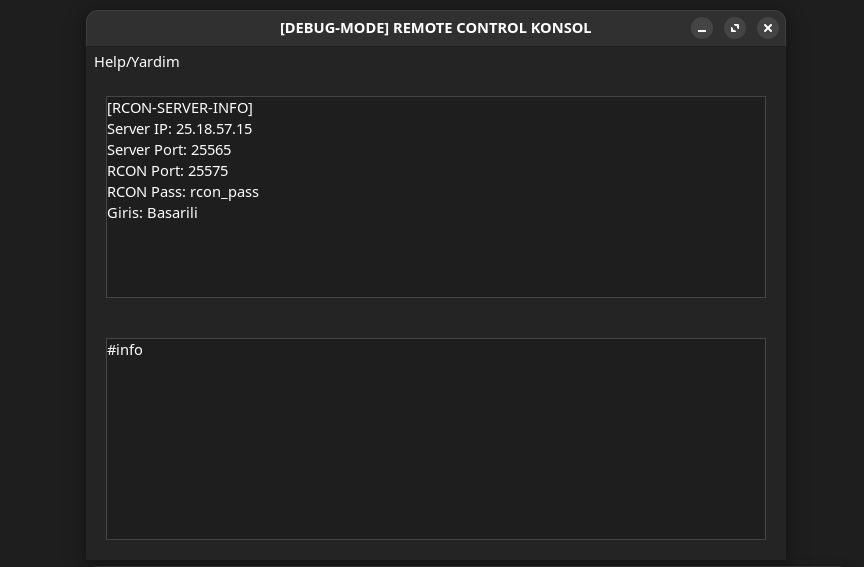 [DEBUG-MODE] REMOTE CONTROL KONSOL
Help/Yardim
[RCON-SERVER-INFO]
Server IP: 25.18.57.15
Server Port: 25565
RCON Port: 25575
RCON Pass: rcon_pass
Giris: Basarili
#info